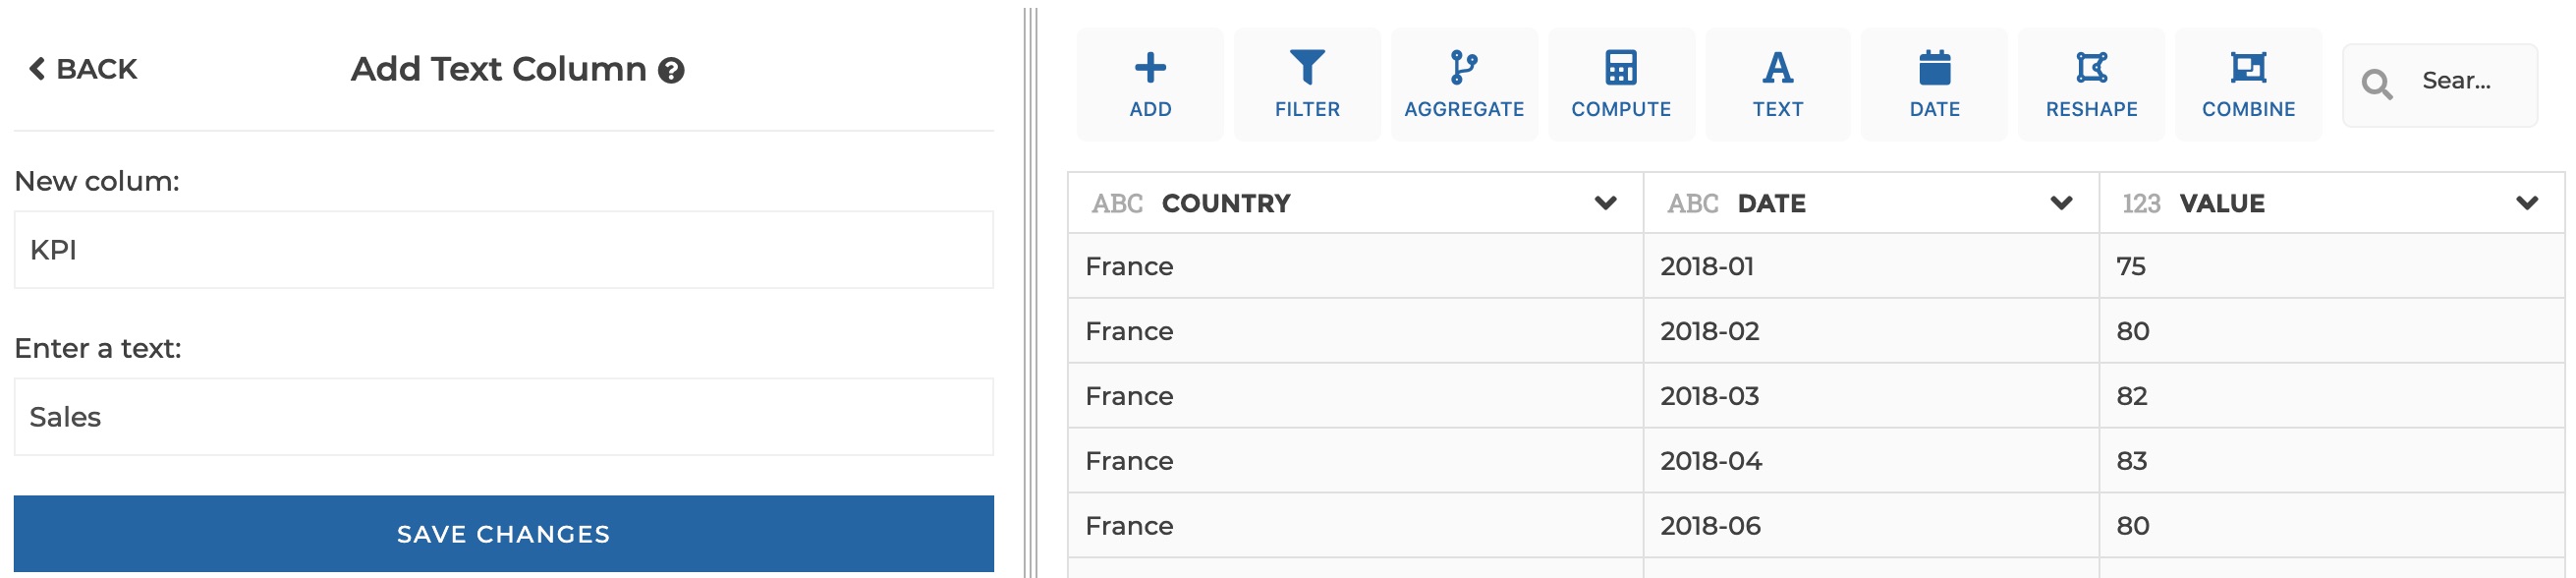 BACK
Add Text Column ?
New colum:
KPI
Enter a text:
Sales
SAVE CHANGES
ADD FILTER AGGREGATE COMPUTE TEXT DATE RESHAPE COMBINE Sear...
ABC COUNTRY ABC DATE 123 VALUE
France 2018-01 75
France 2018-02 80
France 2018-03 82
France 2018-04 83
France 2018-06 80